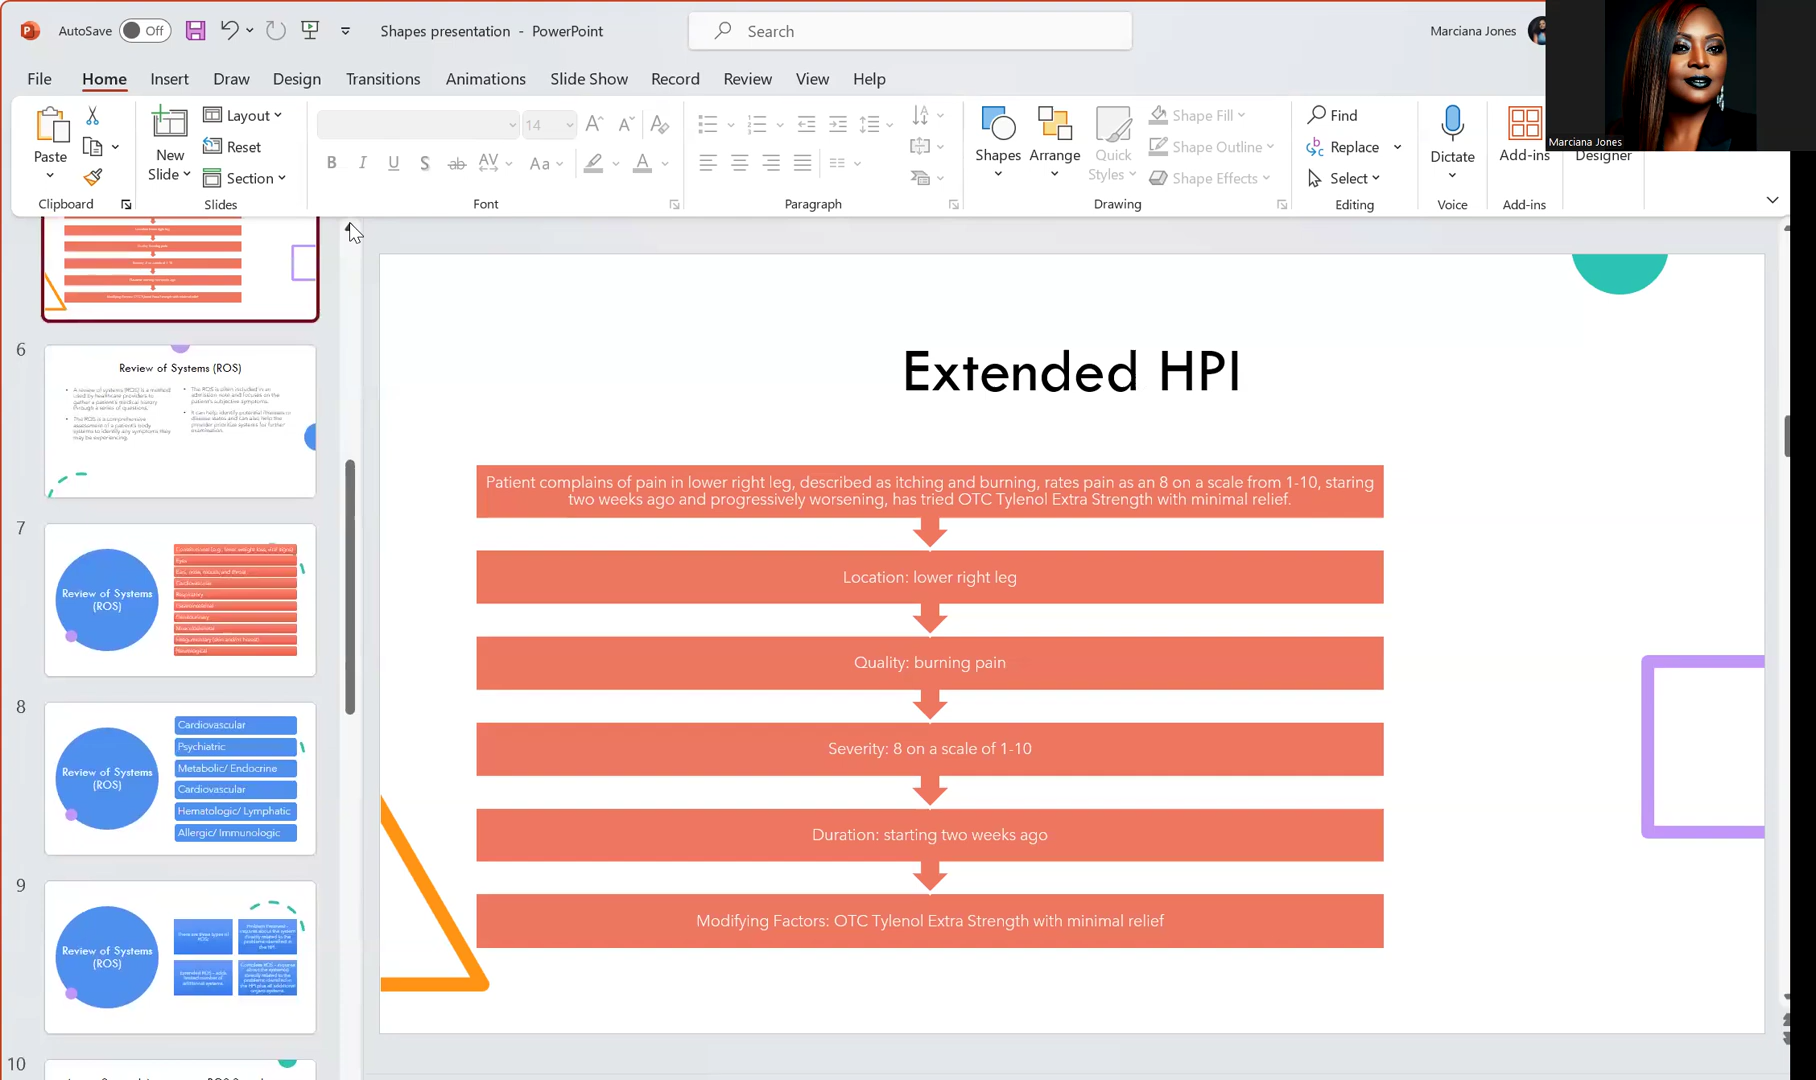 AutoSave Off Shapes presentation - PowerPoint Search Marciana Jones
File Home Insert Draw Design Transitions Animations Slide Show Record Review View Help
Paste
Clipboard
New
Slide
Layout
Reset
Section
Slides
14
B I U S ab AV Aa A
Font
Paragraph
Shapes
Arrange
Quick
Styles
Shape Fill
Shape Outline
Shape Effects
Drawing
Find
Replace
Select
Editing
Dictate
Voice
Add-ins
Add-ins
Designer
Marciana Jones
6
Review of Systems (ROS)
7
Review of Systems
(ROS)
8
Review of Systems
(ROS)
Cardiovascular
Psychiatric
Metabolic/ Endocrine
Cardiovascular
Hematologic/ Lymphatic
Allergic/ Immunologic
9
Review of Systems
(ROS)
10
Extended HPI
Patient complains of pain in lower right leg, described as itching and burning, rates pain as an 8 on a scale from 1-10, staring
two weeks ago and progressively worsening, has tried OTC Tylenol Extra Strength with minimal relief.
Location: lower right leg
Quality: burning pain
Severity: 8 on a scale of 1-10
Duration: starting two weeks ago
Modifying Factors: OTC Tylenol Extra Strength with minimal relief